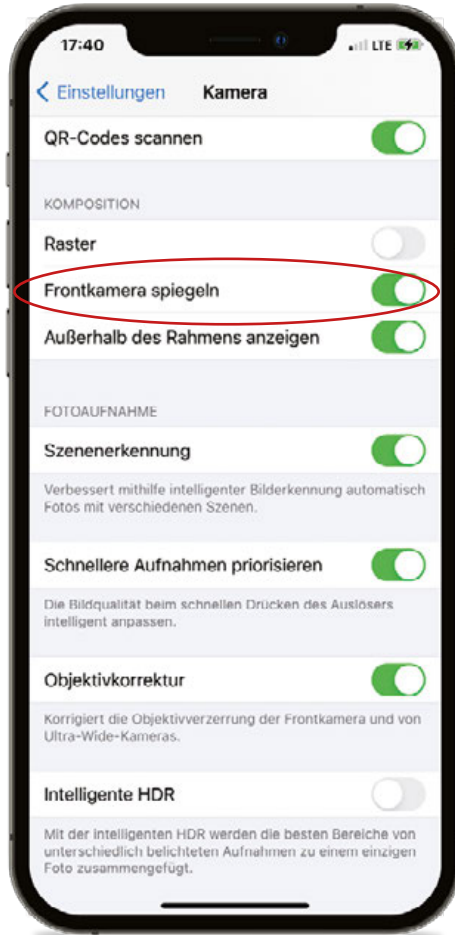 17:40 LTE
Einstellungen Kamera
QR-Codes scannen
KOMPOSITION
Raster
Frontkamera spiegeln
Außerhalb des Rahmens anzeigen
FOTOAUFNAHME
Szenenerkennung
Verbessert mithilfe intelligenter Bilderkennung automatisch
Fotos mit verschiedenen Szenen.
Schnellere Aufnahmen priorisieren
Die Bildqualität beim schnellen Drücken des Auslösers
intelligent anpassen.
Objektivkorrektur
Korrigiert die Objektivverzerrung der Frontkamera und von
Ultra-Wide-Kameras.
Intelligente HDR
Mit der intelligenten HDR werden die besten Bereiche von
unterschiedlich belichteten Aufnahmen zu einem einzigen
Foto zusammengefügt.